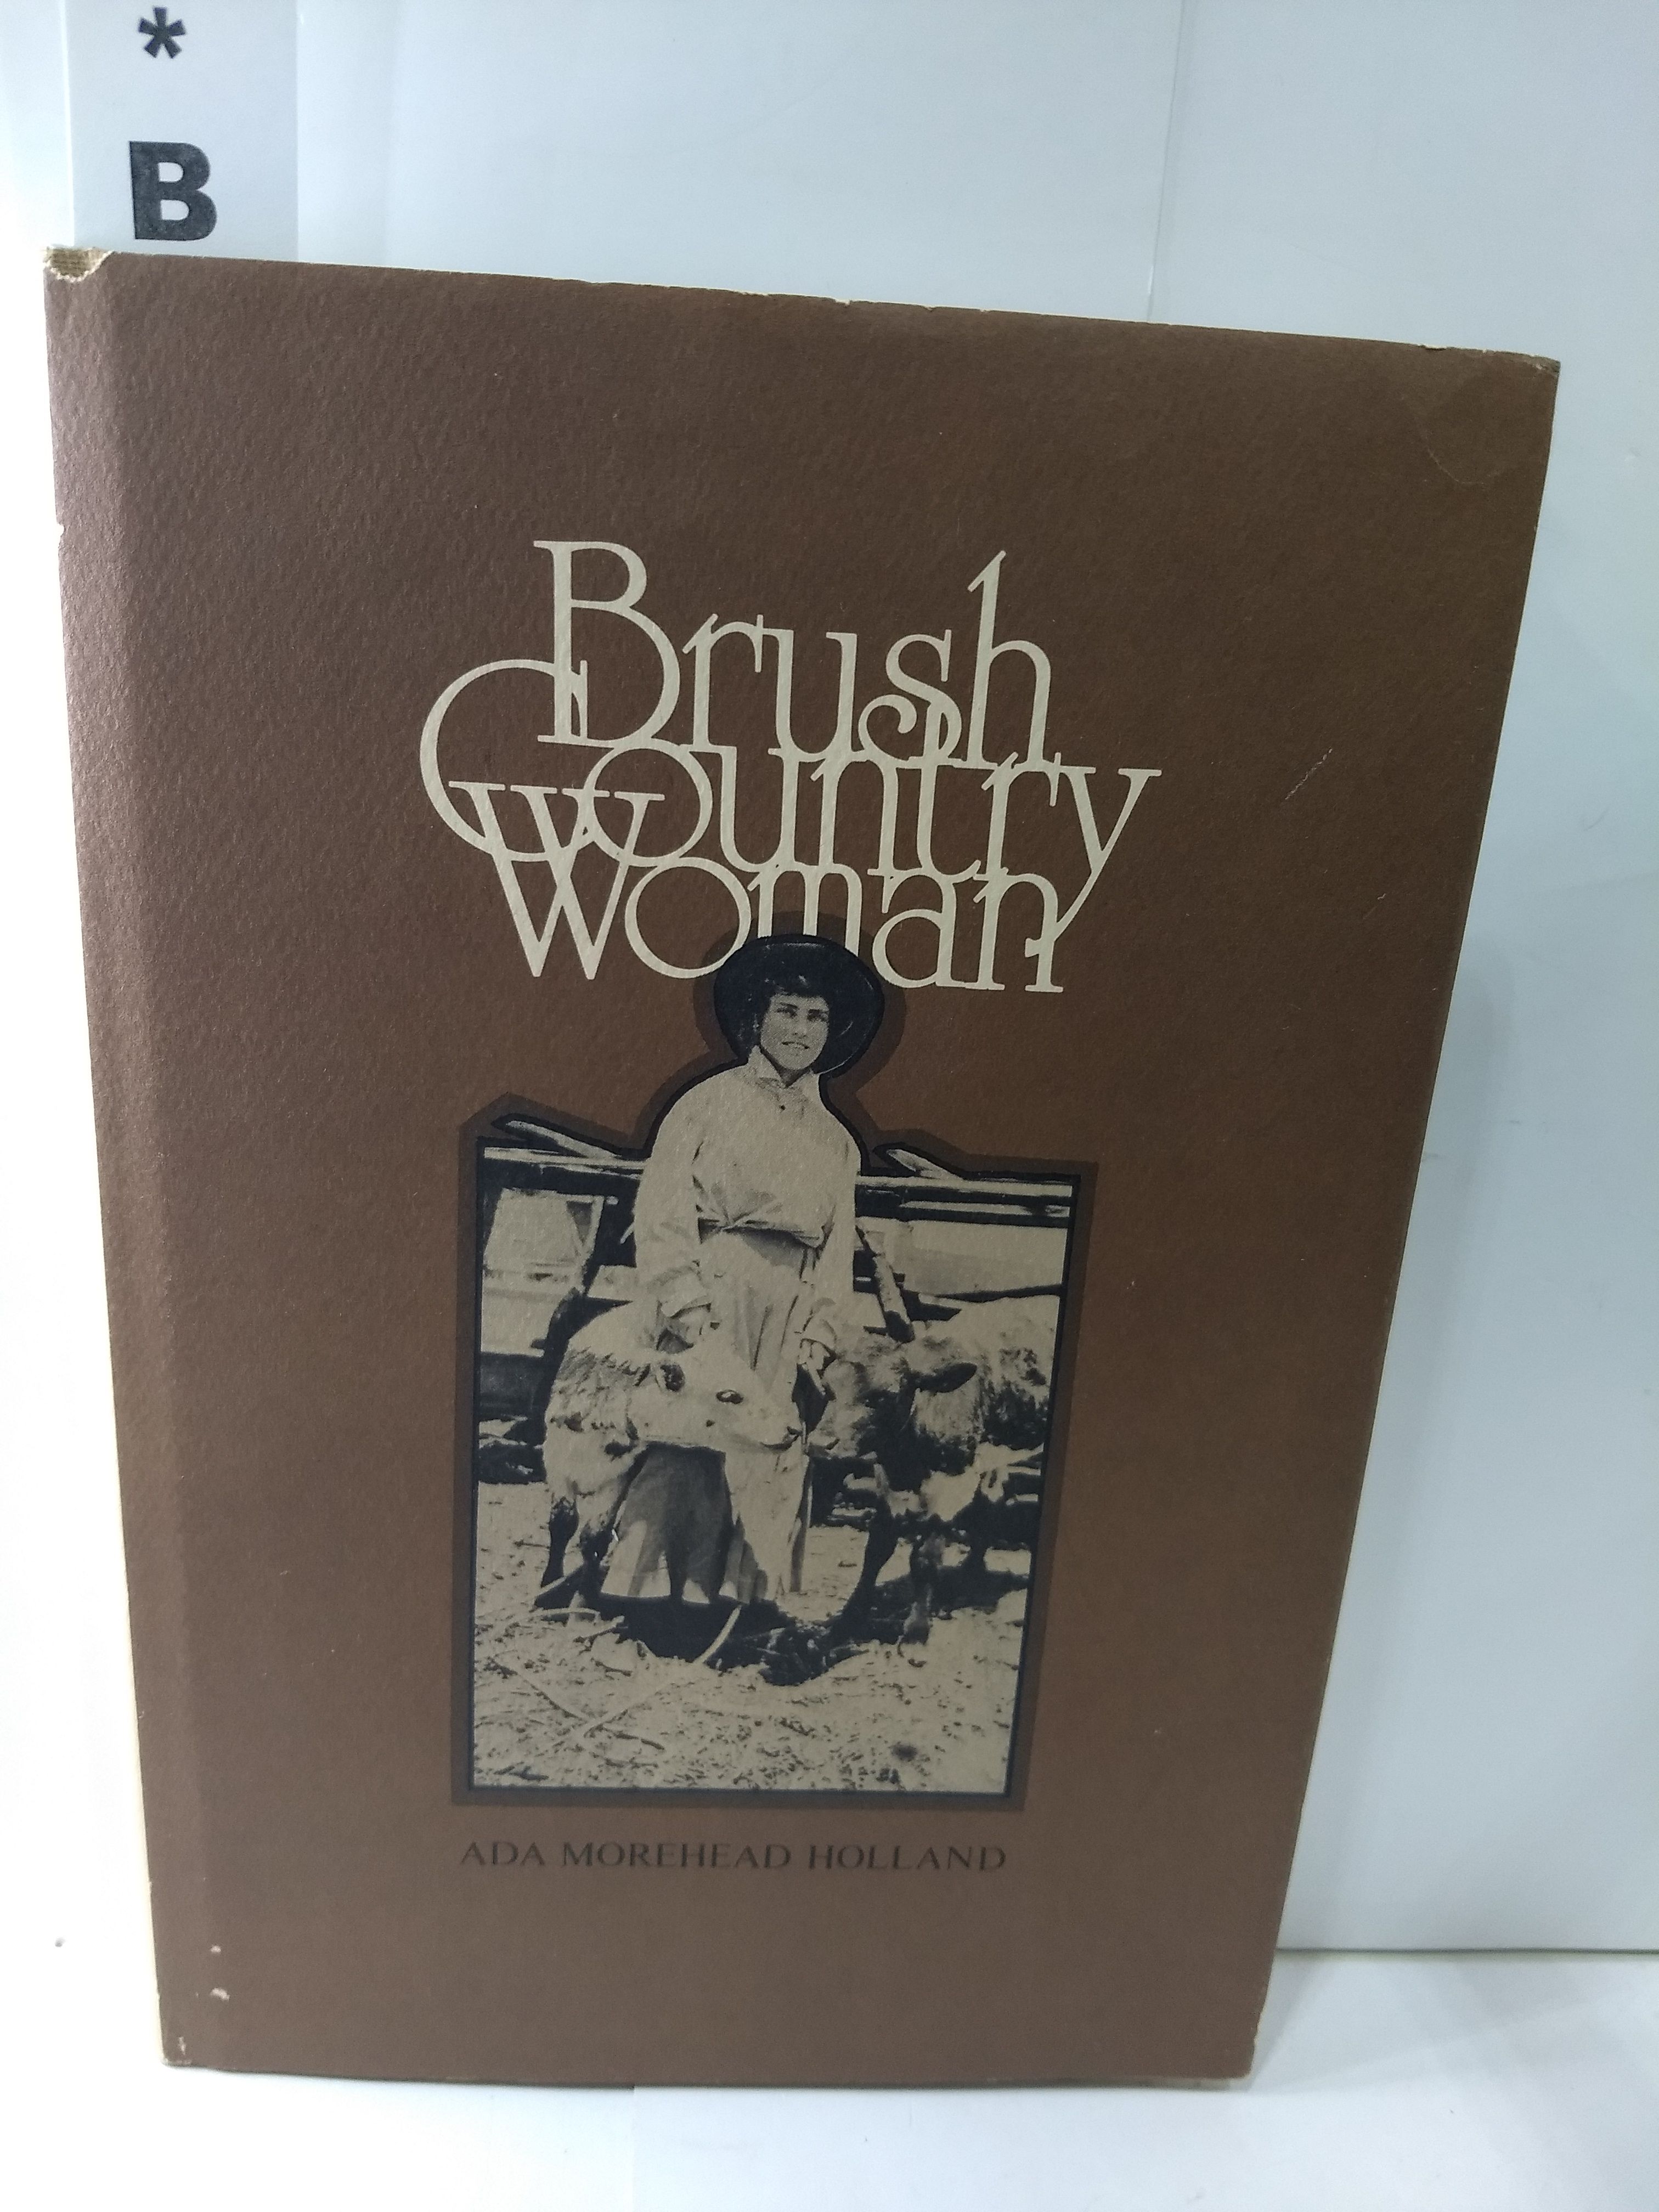 *
B
Brush
Country
Woman
ADA MOREHEAD HOLLAND